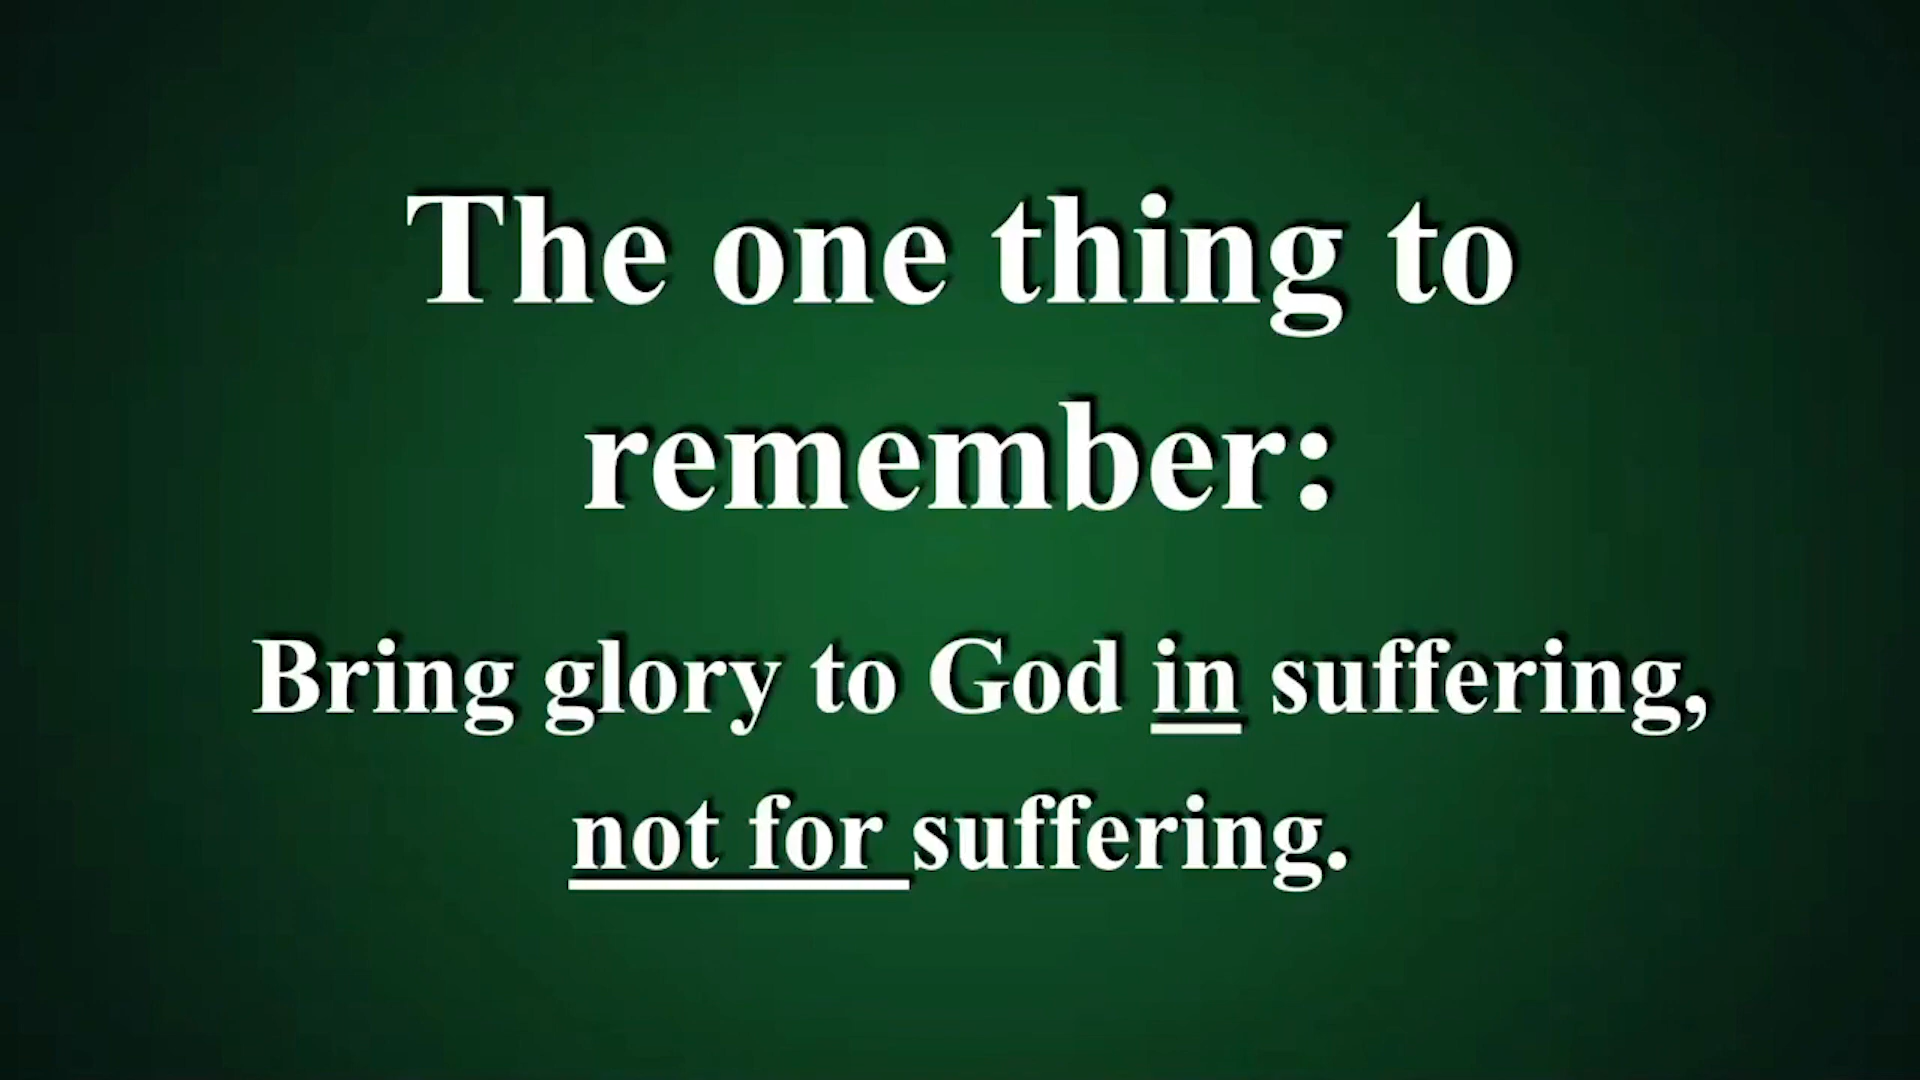 The one thing to
remember:
Bring glory to God in suffering,
not for suffering.